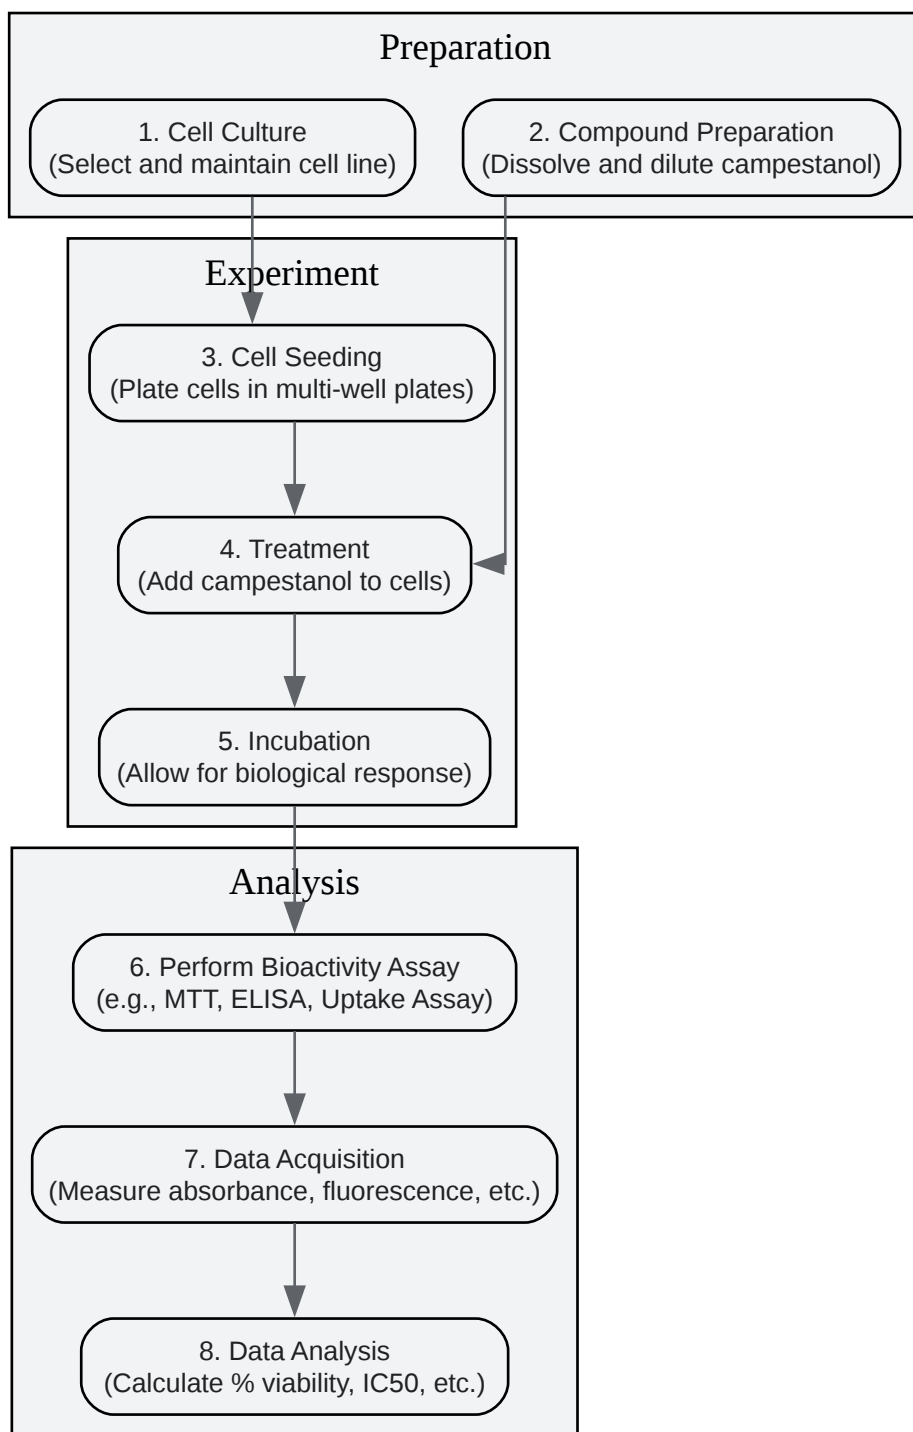 Preparation
1. Cell Culture
(Select and maintain cell line)
2. Compound Preparation
(Dissolve and dilute campestanol)
Experiment
3. Cell Seeding
(Plate cells in multi-well plates)
4. Treatment
(Add campestanol to cells)
5. Incubation
(Allow for biological response)
Analysis
6. Perform Bioactivity Assay
(e.g., MTT, ELISA, Uptake Assay)
7. Data Acquisition
(Measure absorbance, fluorescence, etc.)
8. Data Analysis
(Calculate % viability, IC50, etc.)